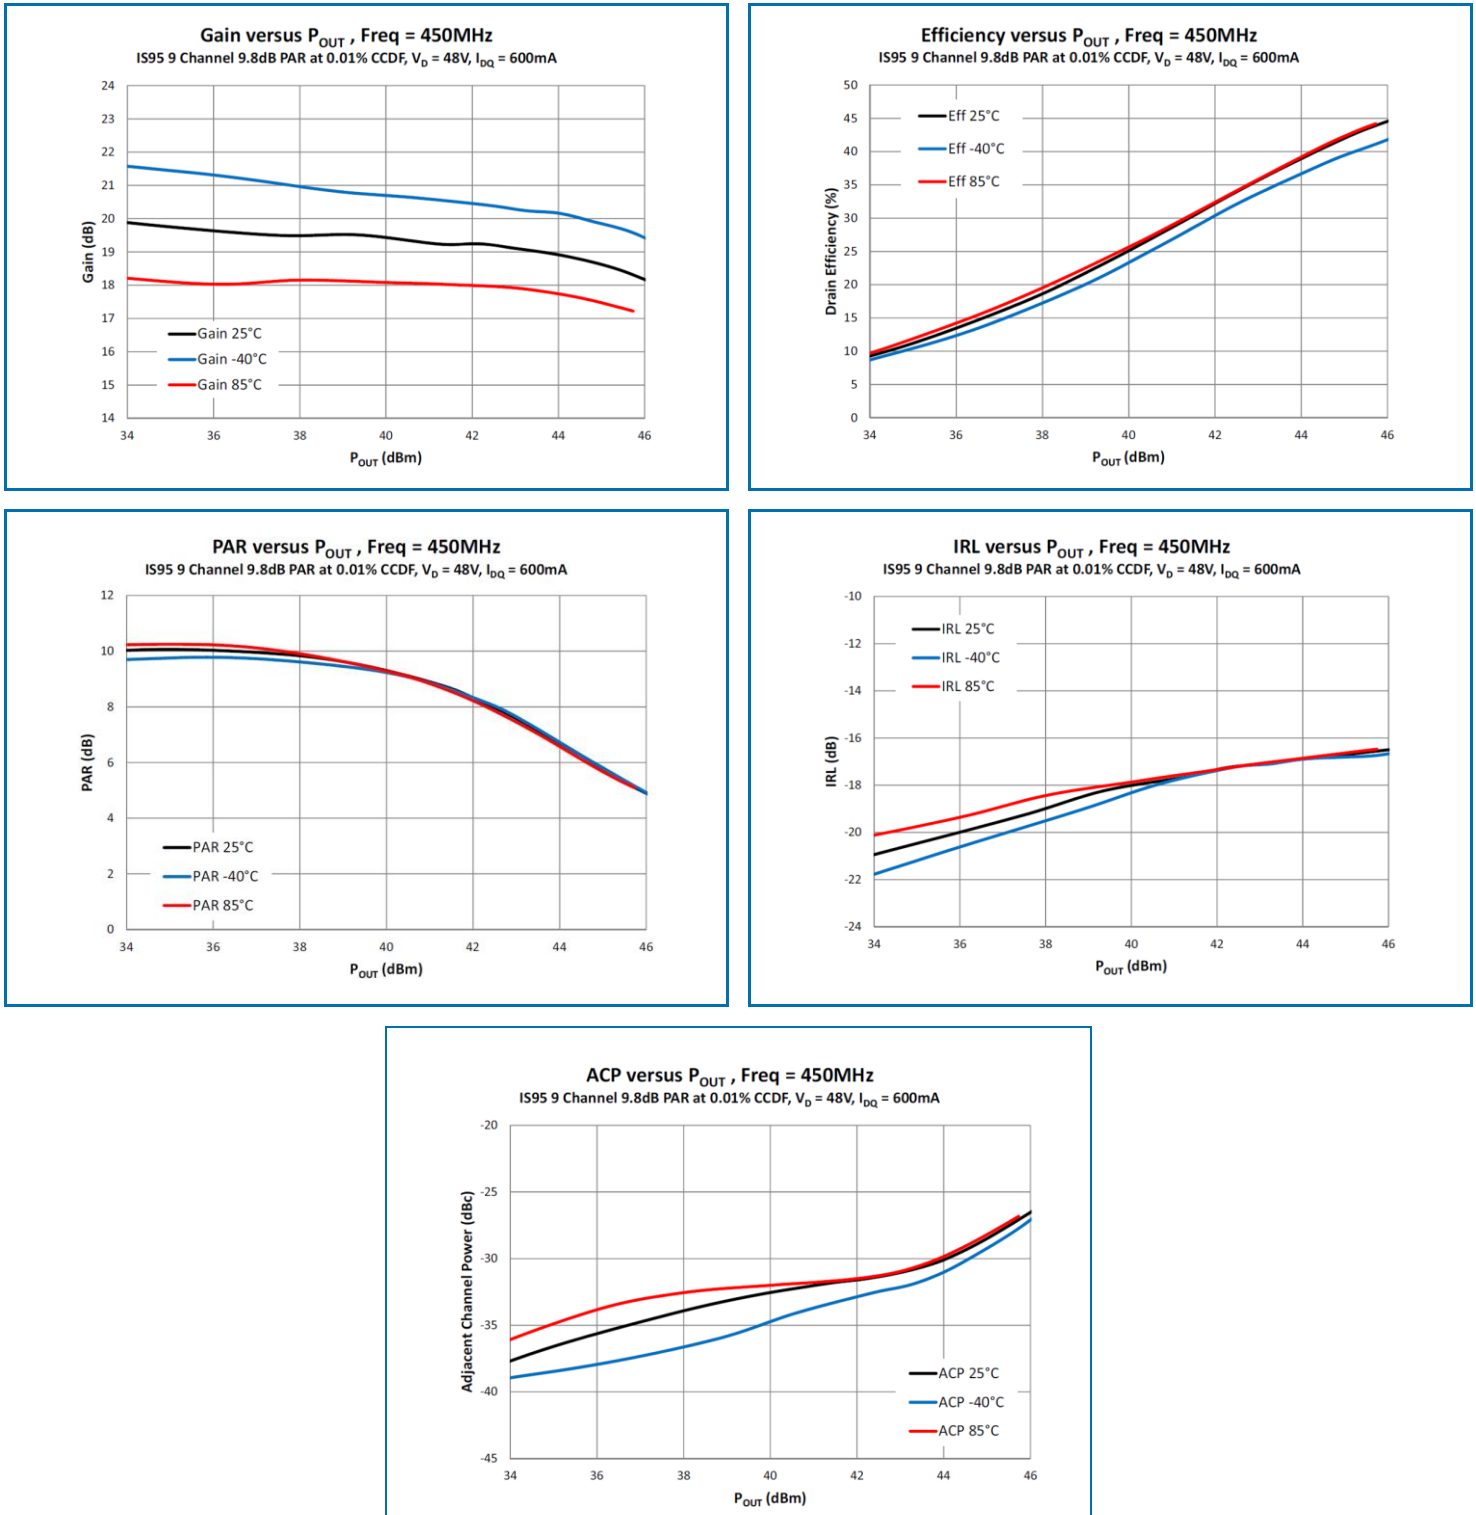 Gain versus POUT , Freq = 450MHz
IS95 9 Channel 9.8dB PAR at 0.01% CCDF, VD = 48V, IDQ = 600mA
24
23
22
21
20
19
18
17
16
15
14
Gain (dB)
Gain 25°C
Gain -40°C
Gain 85°C
34 36 38 40 42 44 46
POUT (dBm)
Efficiency versus POUT , Freq = 450MHz
IS95 9 Channel 9.8dB PAR at 0.01% CCDF, VD = 48V, IDQ = 600mA
50
45
40
35
30
25
20
15
10
5
0
Drain Efficiency (%)
Eff 25°C
Eff -40°C
Eff 85°C
34 36 38 40 42 44 46
POUT (dBm)
PAR versus POUT , Freq = 450MHz
IS95 9 Channel 9.8dB PAR at 0.01% CCDF, VD = 48V, IDQ = 600mA
12
10
8
6
4
2
0
PAR (dB)
PAR 25°C
PAR -40°C
PAR 85°C
34 36 38 40 42 44 46
POUT (dBm)
IRL versus POUT , Freq = 450MHz
IS95 9 Channel 9.8dB PAR at 0.01% CCDF, VD = 48V, IDQ = 600mA
-10
-12
-14
-16
-18
-20
-22
-24
IRL (dB)
IRL 25°C
IRL -40°C
IRL 85°C
34 36 38 40 42 44 46
POUT (dBm)
ACP versus POUT , Freq = 450MHz
IS95 9 Channel 9.8dB PAR at 0.01% CCDF, VD = 48V, IDQ = 600mA
-20
-25
-30
-35
-40
-45
Adjacent Channel Power (dBc)
ACP 25°C
ACP -40°C
ACP 85°C
34 36 38 40 42 44 46
POUT (dBm)